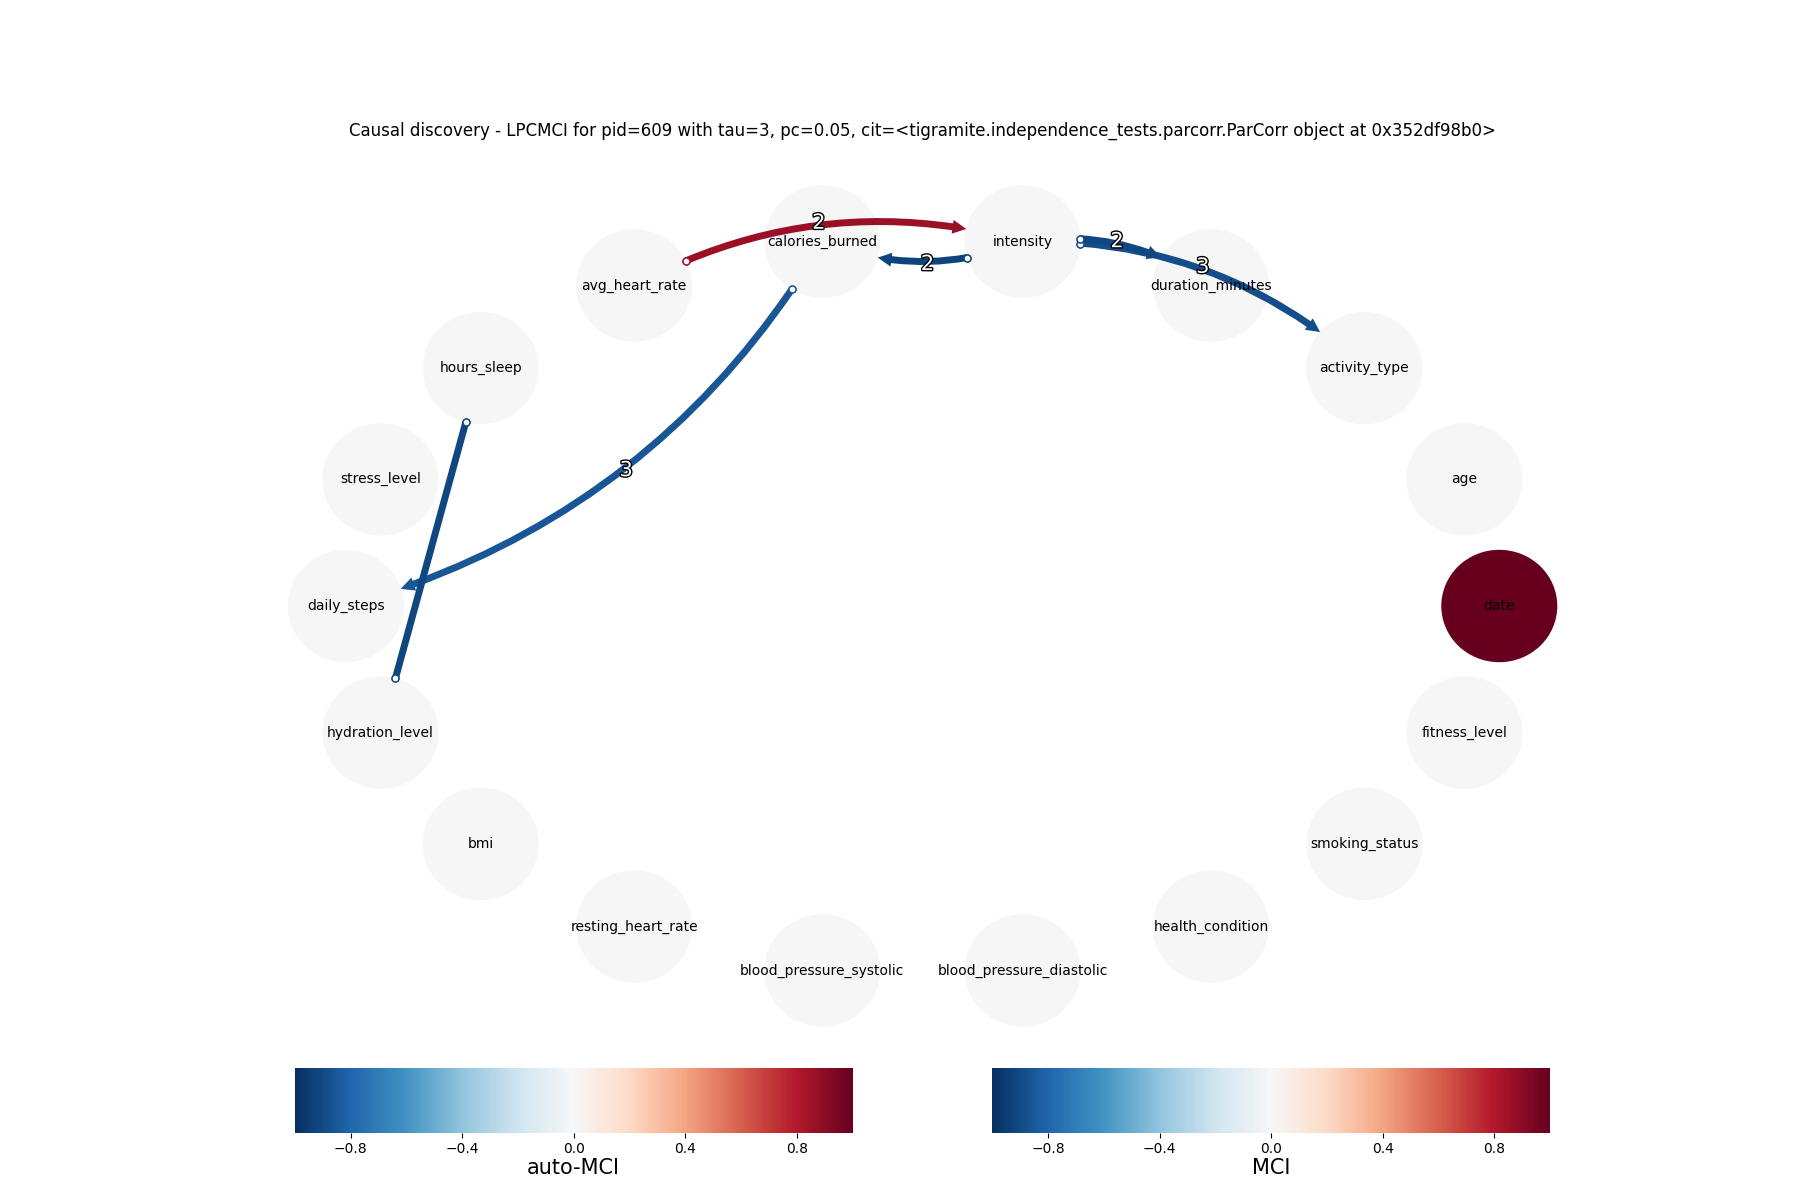 Causal discovery - LPCMCI for pid=609 with tau=3, pc=0.05, cit=<tigramite.independence_tests.parcorr.ParCorr object at 0x352df98b0>
2
calories_burned
intensity
2
2
3
avg_heart_rate
duration_minutes
hours_sleep
activity_type
stress_level
3
age
daily_steps
date
hydration_level
fitness_level
bmi
smoking_status
resting_heart_rate
health_condition
blood_pressure_systolic
blood_pressure_diastolic
−0.8 −0.4 0.0 0.4 0.8
auto-MCI
−0.8 −0.4 0.0 0.4 0.8
MCI